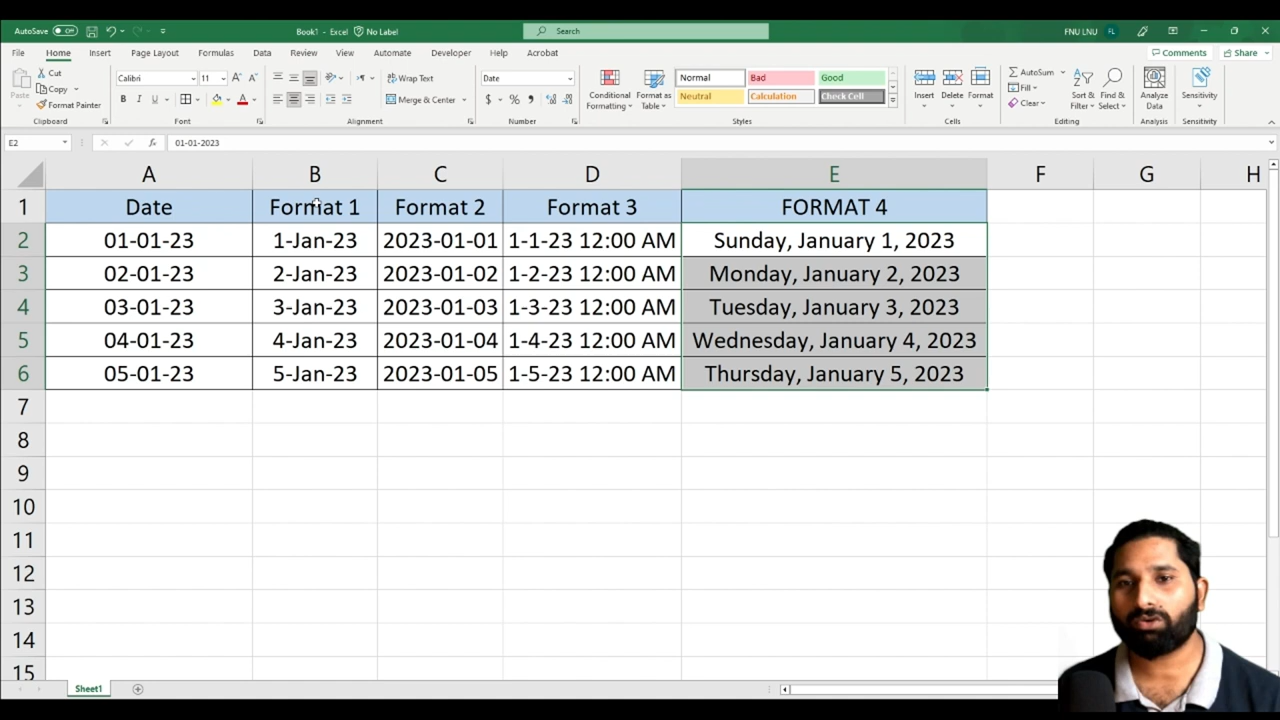 AutoSave Off Book1 - Excel No Label Search FNU LNU FL
File Home Insert Page Layout Formulas Data Review View Automate Developer Help Acrobat Comments Share
Paste Cut Copy Format Painter Clipboard
Calibri 11 B I U A Font
Wrap Text Merge & Center Alignment
Date $ % , Number
Conditional Formatting Format as Table
Normal Bad Good
Neutral Calculation Check Cell
Styles
Insert Delete Format Cells
AutoSum Fill Clear Sort & Filter Find & Select Editing
Analyze Data Analysis
Sensitivity Sensitivity
E2 fx 01-01-2023
A B C D E F G H
1 Date Format 1 Format 2 Format 3 FORMAT 4
2 01-01-23 1-Jan-23 2023-01-01 1-1-23 12:00 AM Sunday, January 1, 2023
3 02-01-23 2-Jan-23 2023-01-02 1-2-23 12:00 AM Monday, January 2, 2023
4 03-01-23 3-Jan-23 2023-01-03 1-3-23 12:00 AM Tuesday, January 3, 2023
5 04-01-23 4-Jan-23 2023-01-04 1-4-23 12:00 AM Wednesday, January 4, 2023
6 05-01-23 5-Jan-23 2023-01-05 1-5-23 12:00 AM Thursday, January 5, 2023
7
8
9
10
11
12
13
14
15
Sheet1